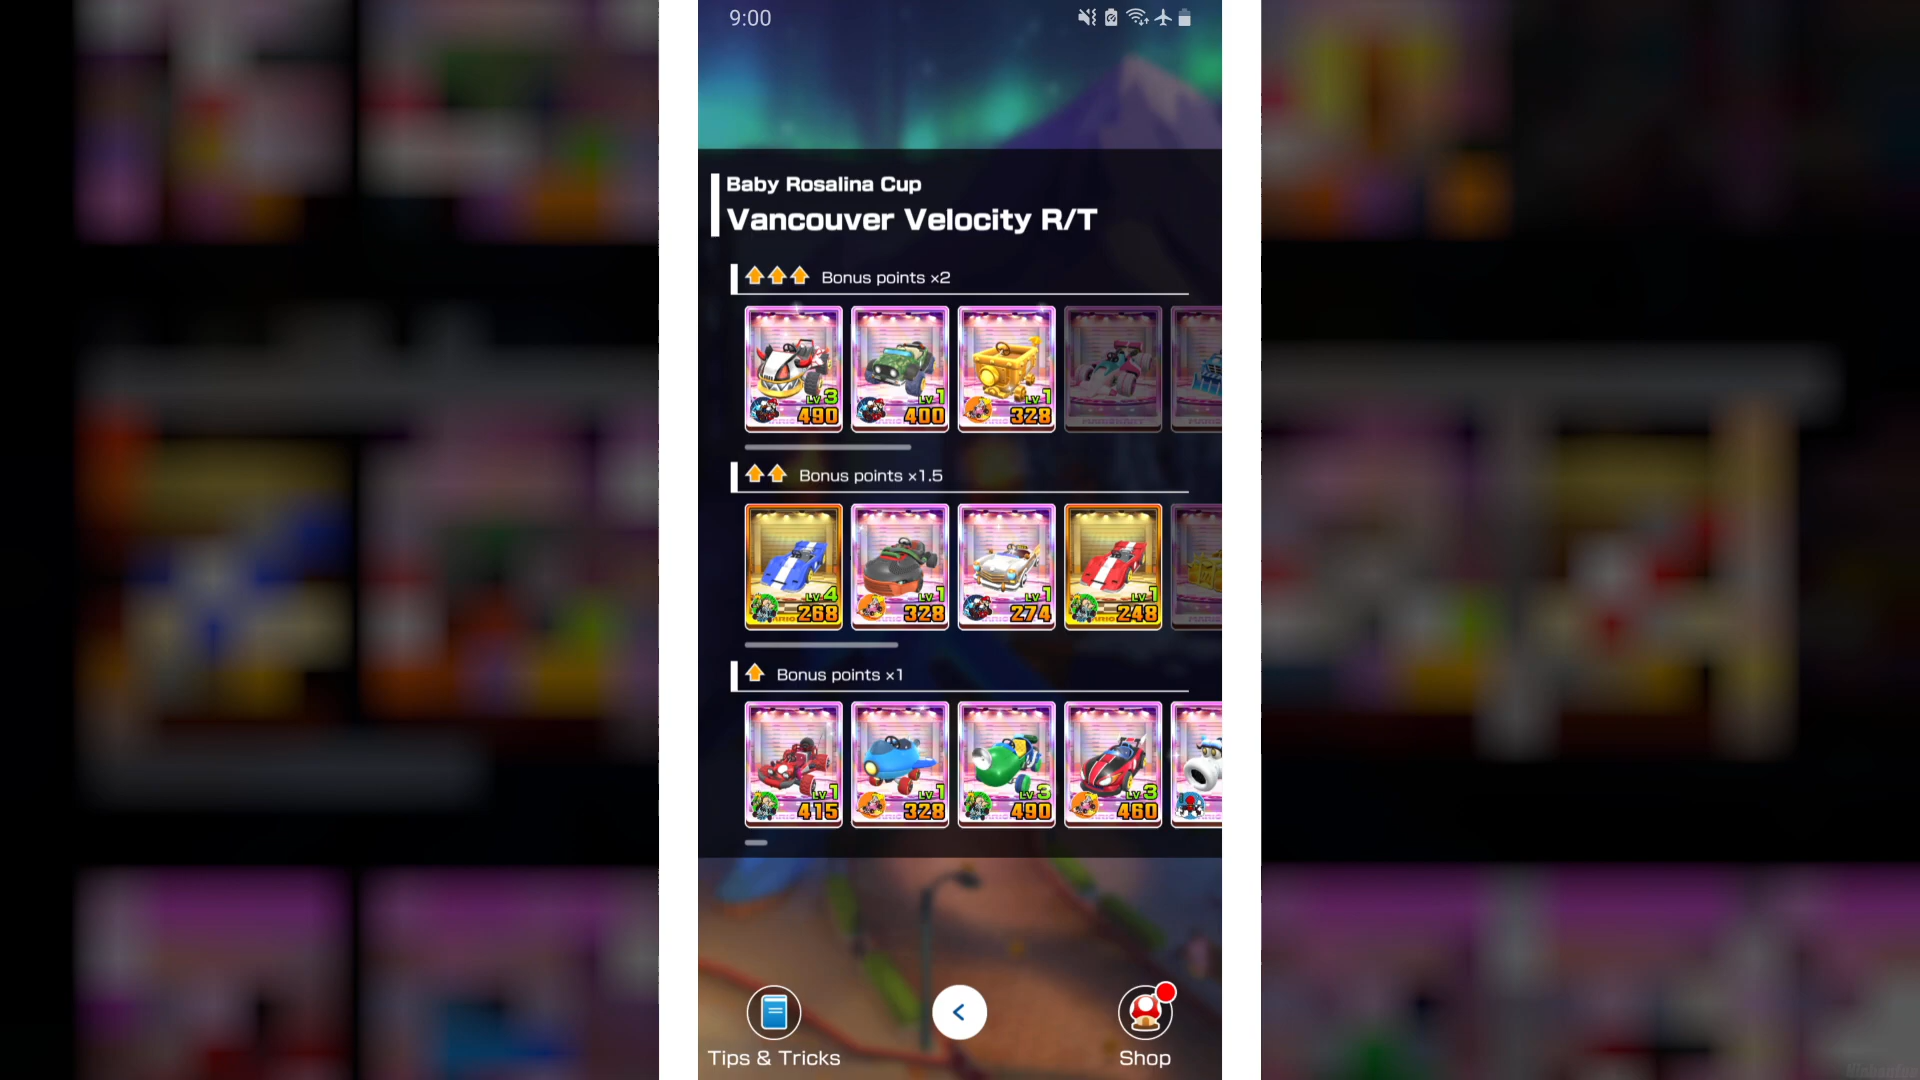 9:00
Baby Rosalina Cup
Vancouver Velocity R/T
Bonus points ×2
LV 3
490
LV 1
400
LV 1
328
Bonus points ×1.5
LV 4
268
LV 1
328
LV 1
274
LV 1
248
Bonus points ×1
LV 1
415
LV 1
328
LV 3
490
LV 3
460
Tips & Tricks
Shop